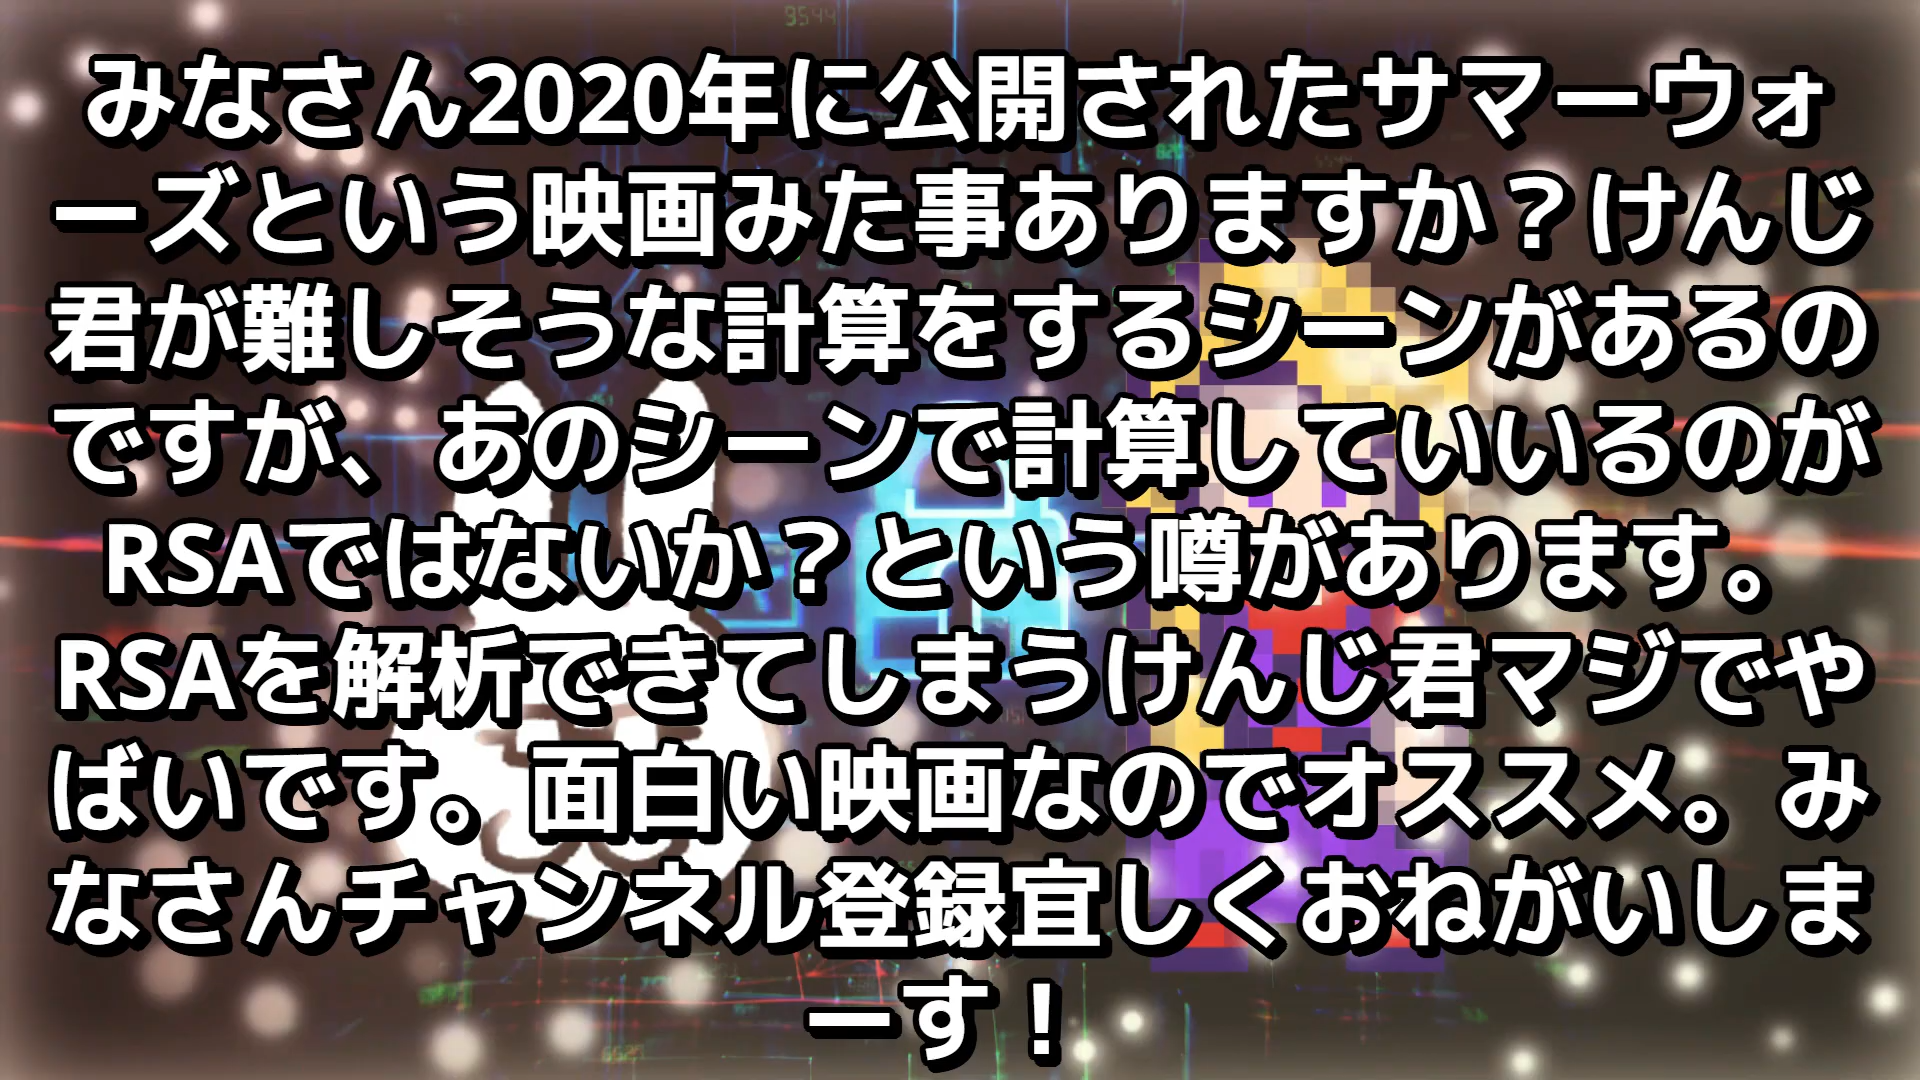 みなさん2020年に公開されたサマーウォ
ーズという映画みた事ありますか？けんじ
君が難しそうな計算をするシーンがあるの
ですが、あのシーンで計算していいるのが
RSAではないか？という噂があります。
RSAを解析できてしまうけんじ君マジでや
ばいです。面白い映画なのでオススメ。み
なさんチャンネル登録宜しくおねがいしま
ーす！